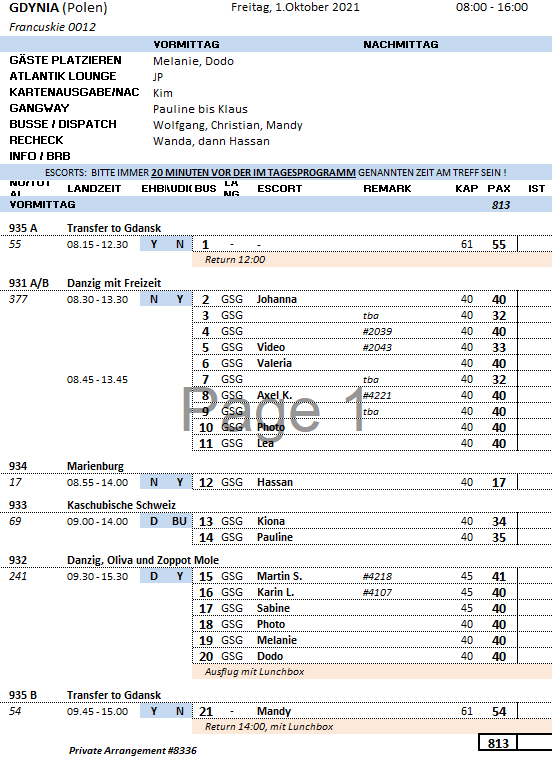 GDYNIA (Polen) Freitag, 1.Oktober 2021 08:00 - 16:00
Francuskie 0012
VORMITTAG NACHMITTAG
GÄSTE PLATZIEREN Melanie, Dodo
ATLANTIK LOUNGE JP
KARTENAUSGABE/NAC Kim
GANGWAY Pauline bis Klaus
BUSSE / DISPATCH Wolfgang, Christian, Mandy
RECHECK Wanda, dann Hassan
INFO / BRB
ESCORTS: BITTE IMMER 20 MINUTEN VOR DER IM TAGESPROGRAMM GENANNTEN ZEIT AM TREFF SEIN !
LANDZEIT BUS ESCORT REMARK KAP PAX IST
VORMITTAG 813
935 A Transfer to Gdansk
55 08.15 - 12.30 Y N 1 - - 61 55
Return 12:00
931 A/B Danzig mit Freizeit
377 08.30 - 13.30 N Y 2 GSG Johanna 40 40
3 GSG tba 40 32
4 GSG #2039 40 40
5 GSG Video #2043 40 33
6 GSG Valeria 40 40
08.45 - 13.45 7 GSG tba 40 32
8 GSG Axel K. #4221 40 40
9 GSG tba 40 40
10 GSG Photo 40 40
11 GSG Lea 40 40
Page 1
934 Marienburg
17 08.55 - 14.00 N Y 12 GSG Hassan 40 17
933 Kaschubische Schweiz
69 09.00 - 14.00 D BU 13 GSG Kiona 40 34
14 GSG Pauline 40 35
932 Danzig, Oliva und Zoppot Mole
241 09.30 - 15.30 D Y 15 GSG Martin S. #4218 45 41
16 GSG Karin L. #4107 45 40
17 GSG Sabine 45 40
18 GSG Photo 40 40
19 GSG Melanie 40 40
20 GSG Dodo 40 40
Ausflug mit Lunchbox
935 B Transfer to Gdansk
54 09.45 - 15.00 Y N 21 - Mandy 61 54
Return 14:00, mit Lunchbox
813
Private Arrangement #8336